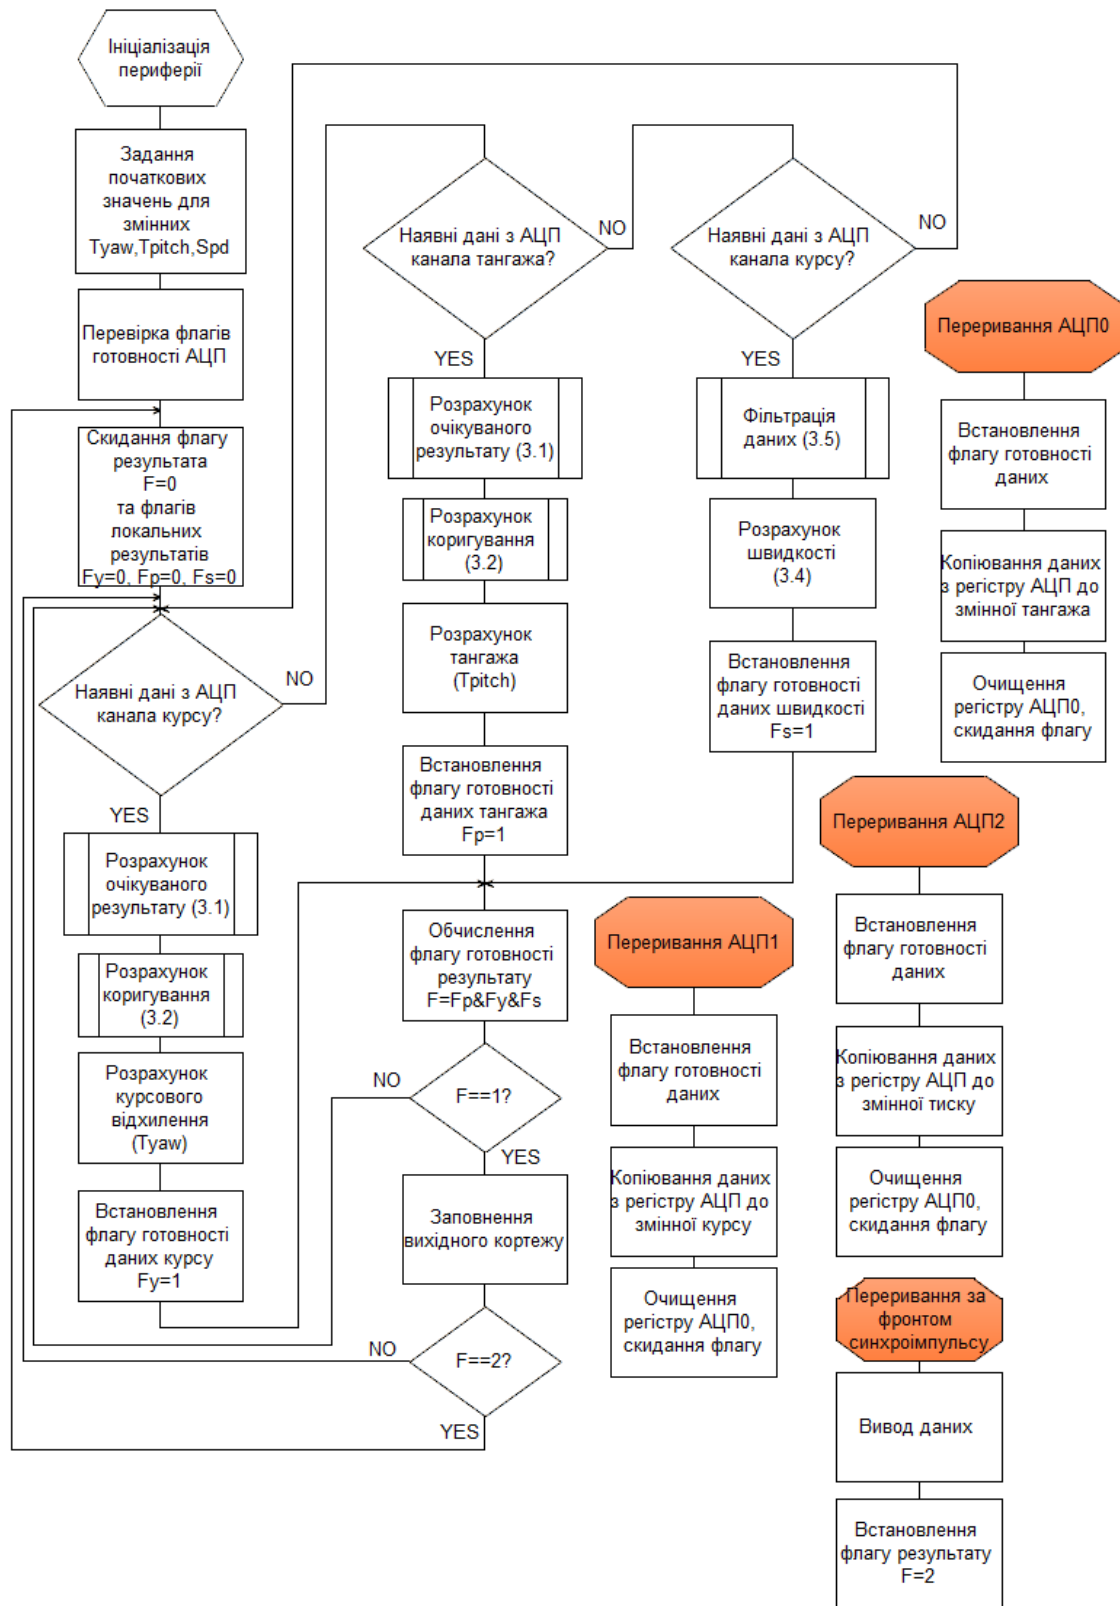 Ініціалізація
периферії
Задання
початкових
значень для
змінних
Tyaw,Tpitch,Spd
Перевірка флагів
готовності АЦП
Скидання флагу
результата
F=0
та флагів
локальних
результатів
Fy=0, Fp=0, Fs=0
Наявні дані з АЦП
канала курсу?
NO
YES
Розрахунок
очікуваного
результату (3.1)
Розрахунок
коригування
(3.2)
Розрахунок
курсового
відхилення
(Tyaw)
Встановлення
флагу готовності
даних курсу
Fy=1
Наявні дані з АЦП
канала тангажа?
NO
YES
Розрахунок
очікуваного
результату (3.1)
Розрахунок
коригування
(3.2)
Розрахунок
тангажа
(Tpitch)
Встановлення
флагу готовності
даних тангажа
Fp=1
Обчислення
флагу готовності
результату
F=Fp&Fy&Fs
NO
F==1?
YES
Заповнення
вихідного кортежу
NO
F==2?
YES
Наявні дані з АЦП
канала курсу?
NO
YES
Фільтрація
даних (3.5)
Розрахунок
швидкості
(3.4)
Встановлення
флагу готовності
даних швидкості
Fs=1
Переривання АЦП0
Встановлення
флагу готовності
даних
Копіювання даних
з регістру АЦП до
змінної тангажа
Очищення
регістру АЦП0,
скидання флагу
Переривання АЦП1
Встановлення
флагу готовності
даних
Копіювання даних
з регістру АЦП до
змінної курсу
Очищення
регістру АЦП0,
скидання флагу
Переривання АЦП2
Встановлення
флагу готовності
даних
Копіювання даних
з регістру АЦП до
змінної тиску
Очищення
регістру АЦП0,
скидання флагу
Переривання за
фронтом
синхроімпульсу
Вивод даних
Встановлення
флагу результату
F=2